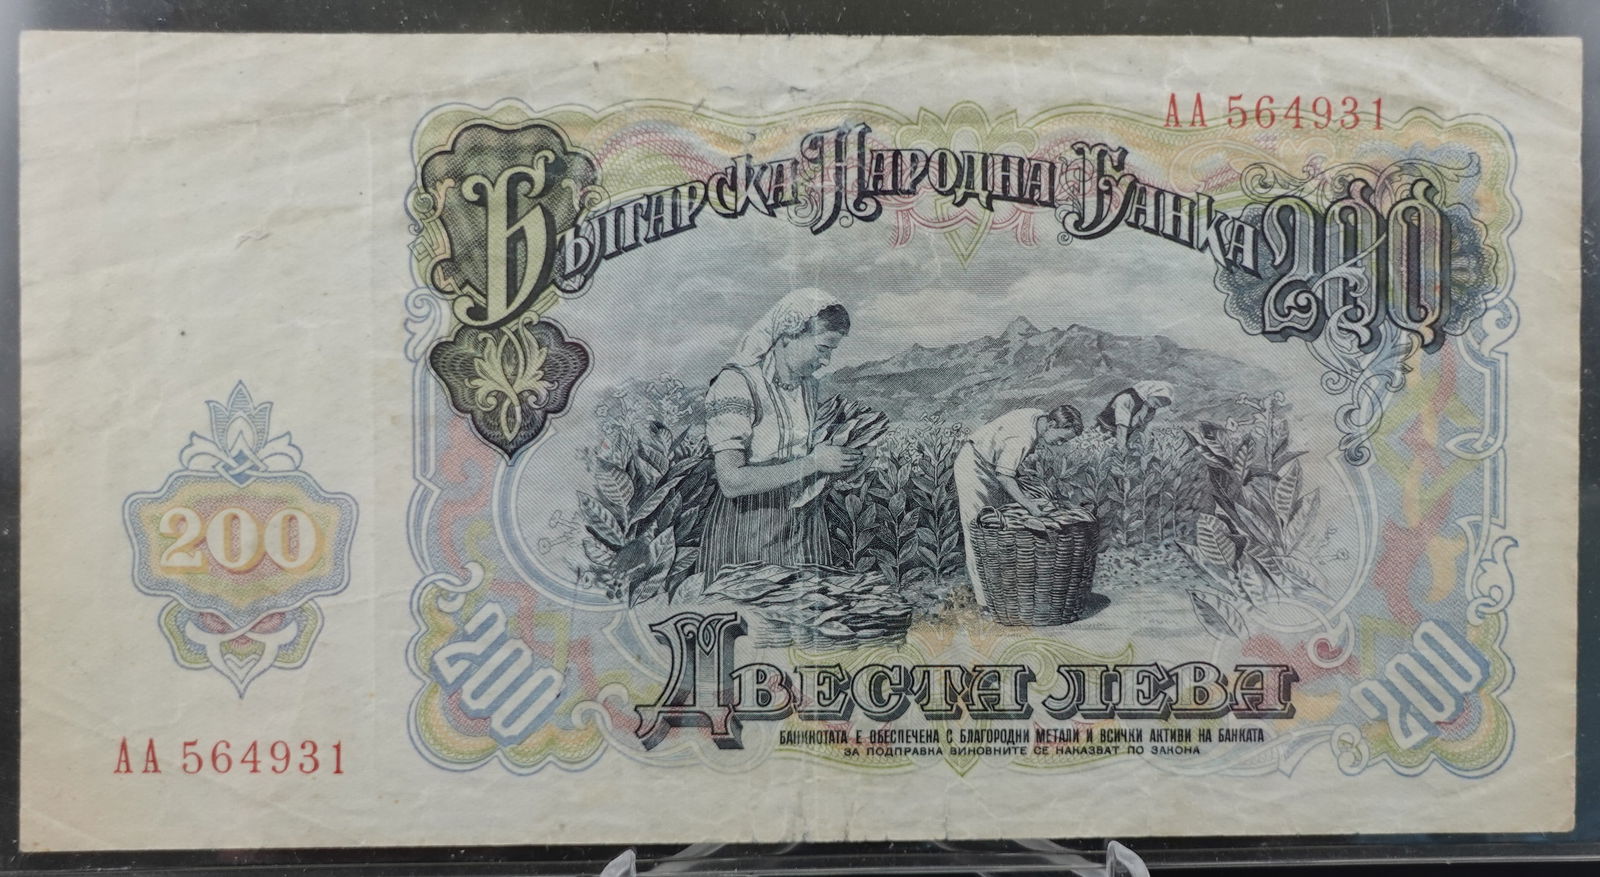 АА 564931
Българска Народна Банка
200
200
Двеста лева
200
200
БАНКНОТАТА Е ОБЕСПЕЧЕНА С БЛАГОРОДНИ МЕТАЛИ И ВСИЧКИ АКТИВИ НА БАНКАТА
ЗА ПОДПРАВКА ВИНОВНИТЕ СЕ НАКАЗВАТ ПО ЗАКОНА
АА 564931